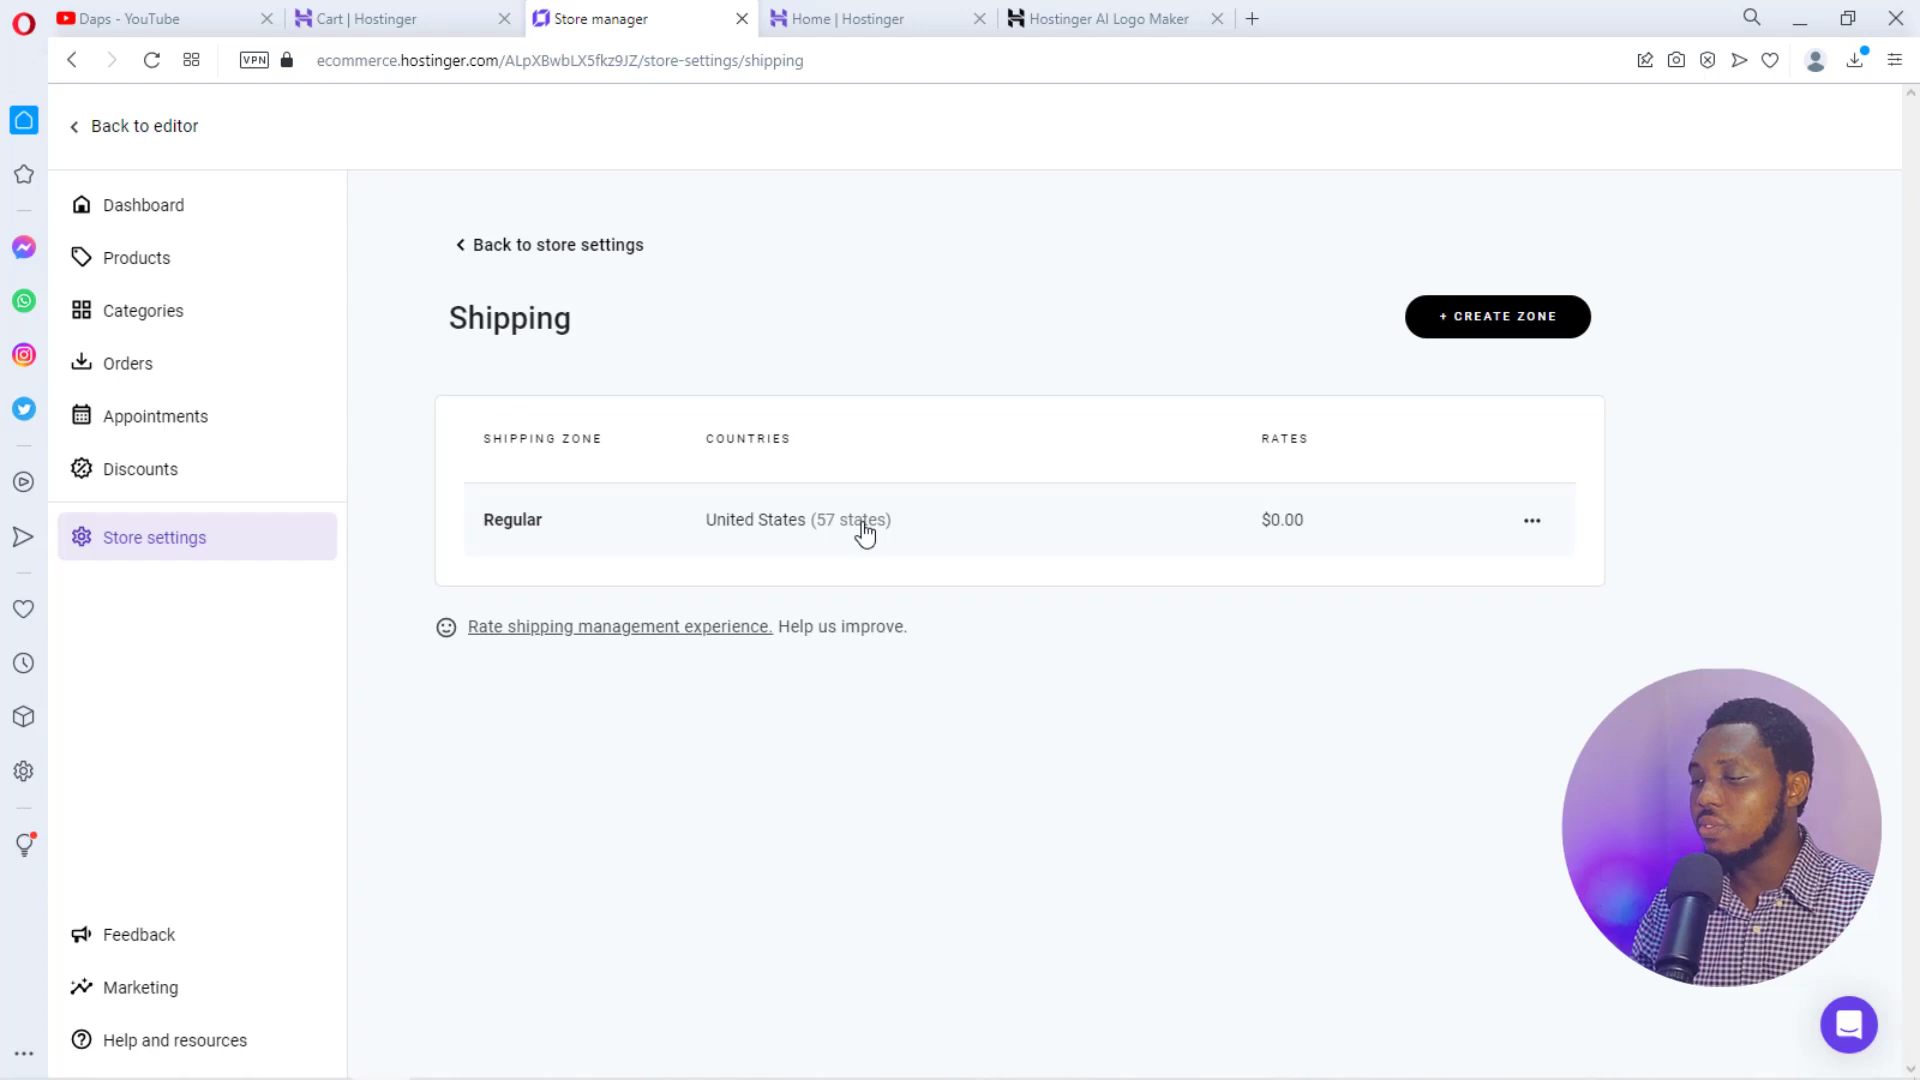 Daps - YouTube
Cart | Hostinger
Store manager
Home | Hostinger
Hostinger AI Logo Maker
VPN
ecommerce.hostinger.com/ALpXBwbLX5fkz9JZ/store-settings/shipping
Back to editor
Dashboard
Products
Categories
Orders
Appointments
Discounts
Store settings
Feedback
Marketing
Help and resources
Back to store settings
Shipping
+ CREATE ZONE
SHIPPING ZONE COUNTRIES RATES
Regular United States (57 states) $0.00
Rate shipping management experience. Help us improve.